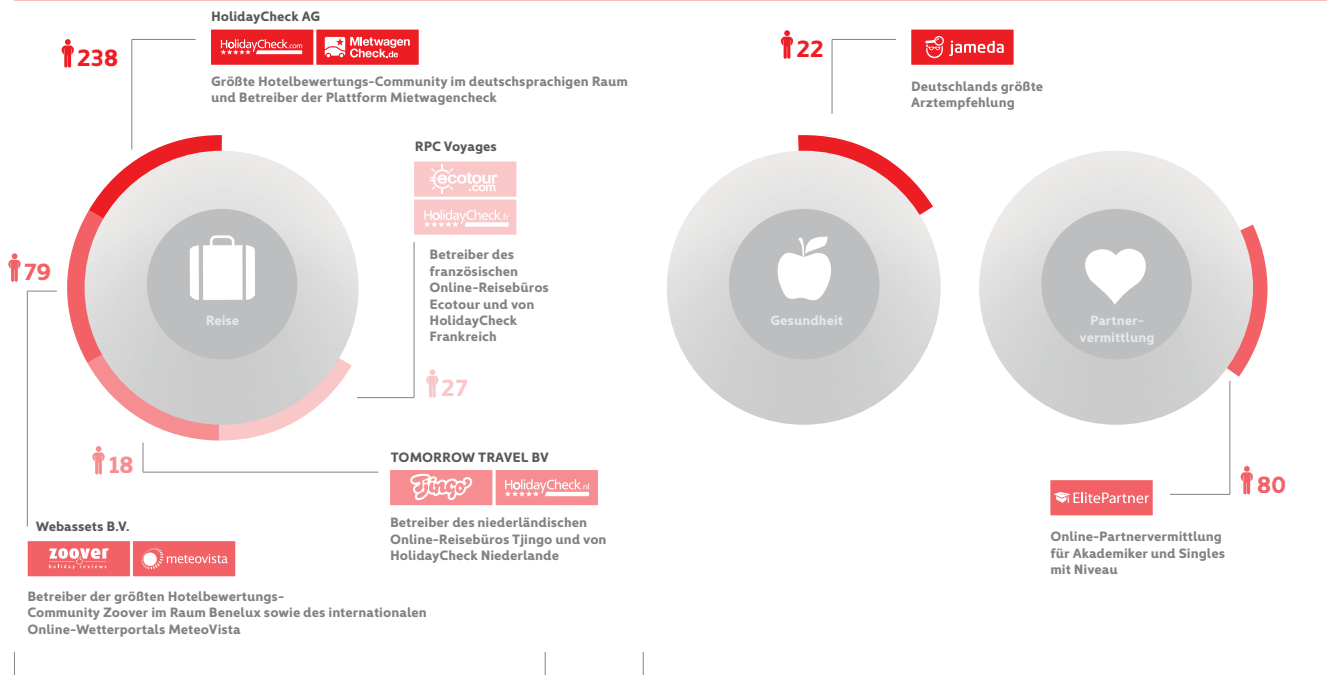 HolidayCheck AG
238
HolidayCheck.com
Mietwagen
Check.de
Größte Hotelbewertungs-Community im deutschsprachigen Raum
und Betreiber der Plattform Mietwagencheck
RPC Voyages
ecotour
.com
HolidayCheck.fr
Betreiber des
französischen
Online-Reisebüros
Ecotour und von
HolidayCheck
Frankreich
27
79
Reise
18
TOMORROW TRAVEL BV
Tjingo
HolidayCheck.nl
Betreiber des niederländischen
Online-Reisebüros Tjingo und von
HolidayCheck Niederlande
Webassets B.V.
zoover
holiday reviews
meteovista
Betreiber der größten Hotelbewertungs-
Community Zoover im Raum Benelux sowie des internationalen
Online-Wetterportals MeteoVista
22
jameda
Deutschlands größte
Arztempfehlung
Gesundheit
Partner-
vermittlung
80
ElitePartner
Online-Partnervermittlung
für Akademiker und Singles
mit Niveau